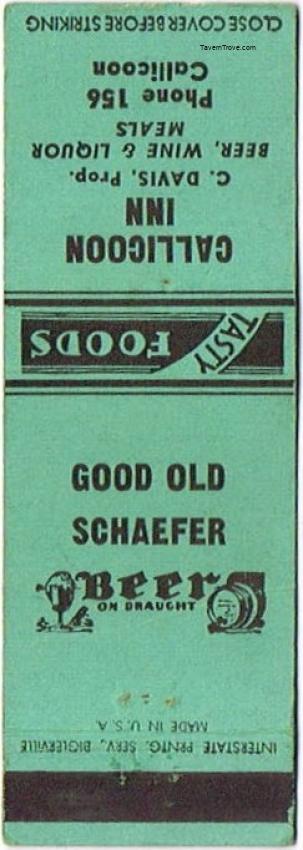 CLOSE COVER BEFORE STRIKING
TavernTrove.com
CALLICOON
INN
C. DAVIS, Prop.
BEER, WINE & LIQUOR
MEALS
Phone 156
Callicoon
TASTY
FOODS
GOOD OLD
SCHAEFER
Beer
ON DRAUGHT
INTERSTATE PRNTG. SERV., BIGLERVILLE
MADE IN U. S. A.